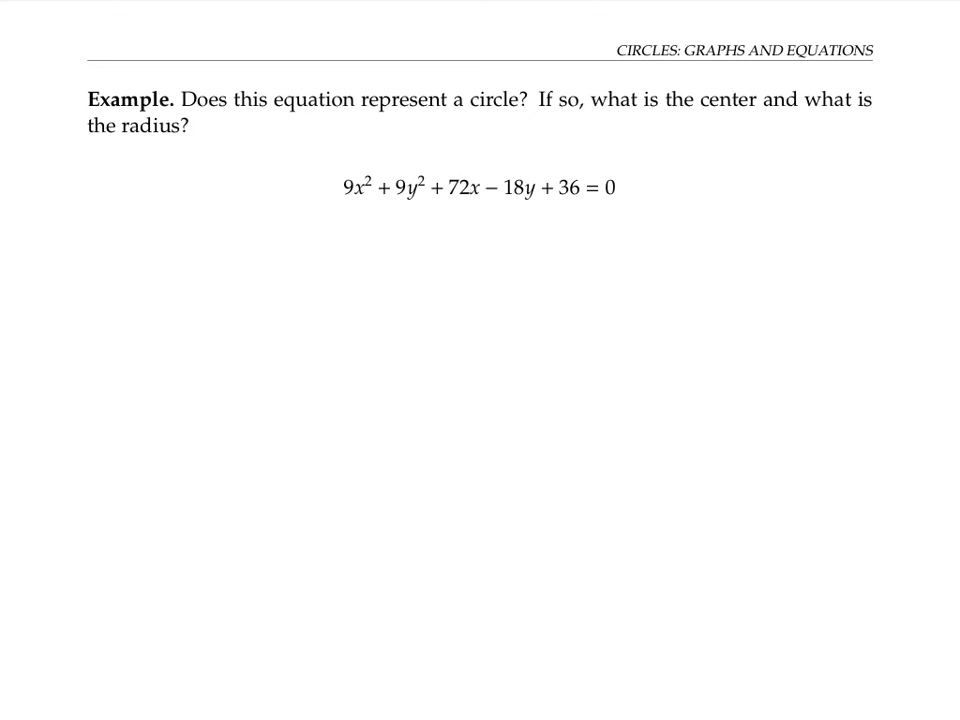 CIRCLES: GRAPHS AND EQUATIONS
Example. Does this equation represent a circle? If so, what is the center and what is
the radius?
9x² + 9y² + 72x − 18y + 36 = 0